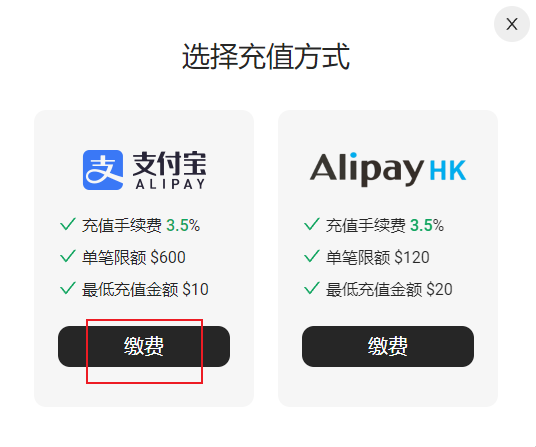 X
选择充值方式
支付宝
ALIPAY
充值手续费 3.5%
单笔限额 $600
最低充值金额 $10
缴费
Alipay HK
充值手续费 3.5%
单笔限额 $120
最低充值金额 $20
缴费